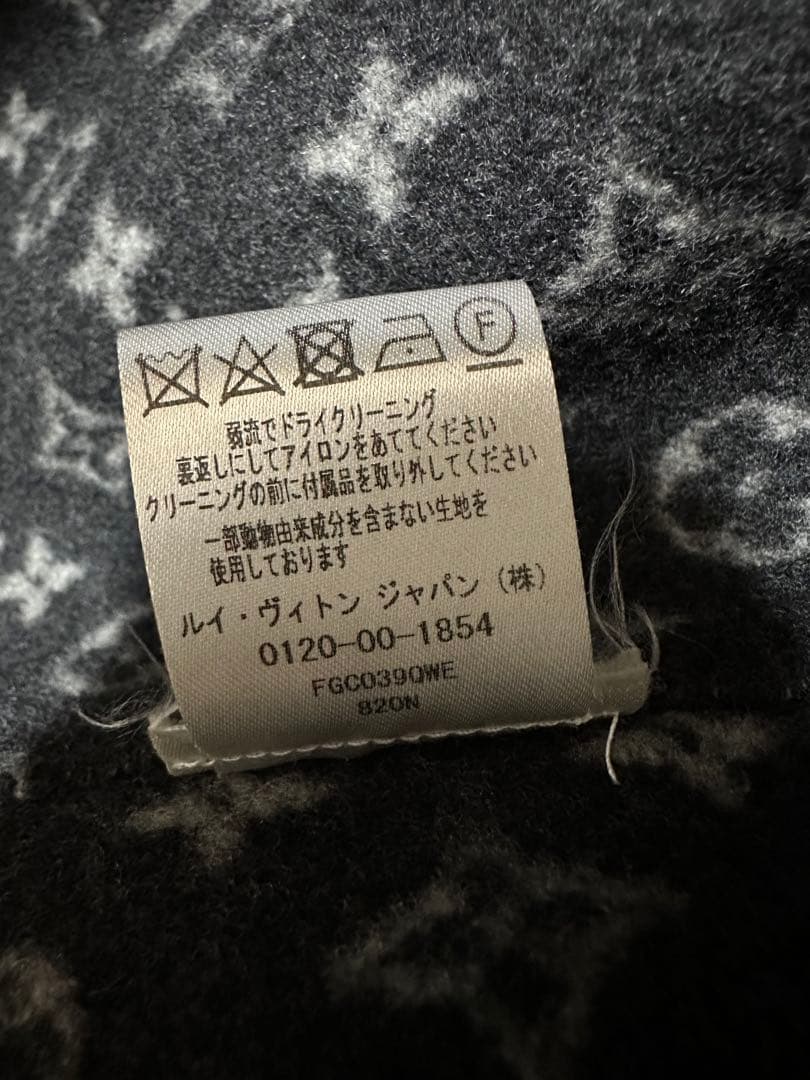 F
弱流でドライクリーニング
裏返しにしてアイロンをあててください
クリーニングの前に付属品を取り外してください
一部動物由来成分を含まない生地を
使用しております
ルイ・ヴィトン ジャパン (株)
0120-00-1854
FGC039QWE
820N